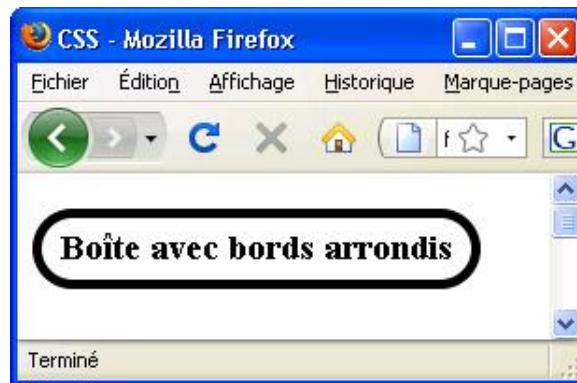 CSS - Mozilla Firefox
Fichier Édition Affichage Historique Marque-pages
f G
Boîte avec bords arrondis
Terminé